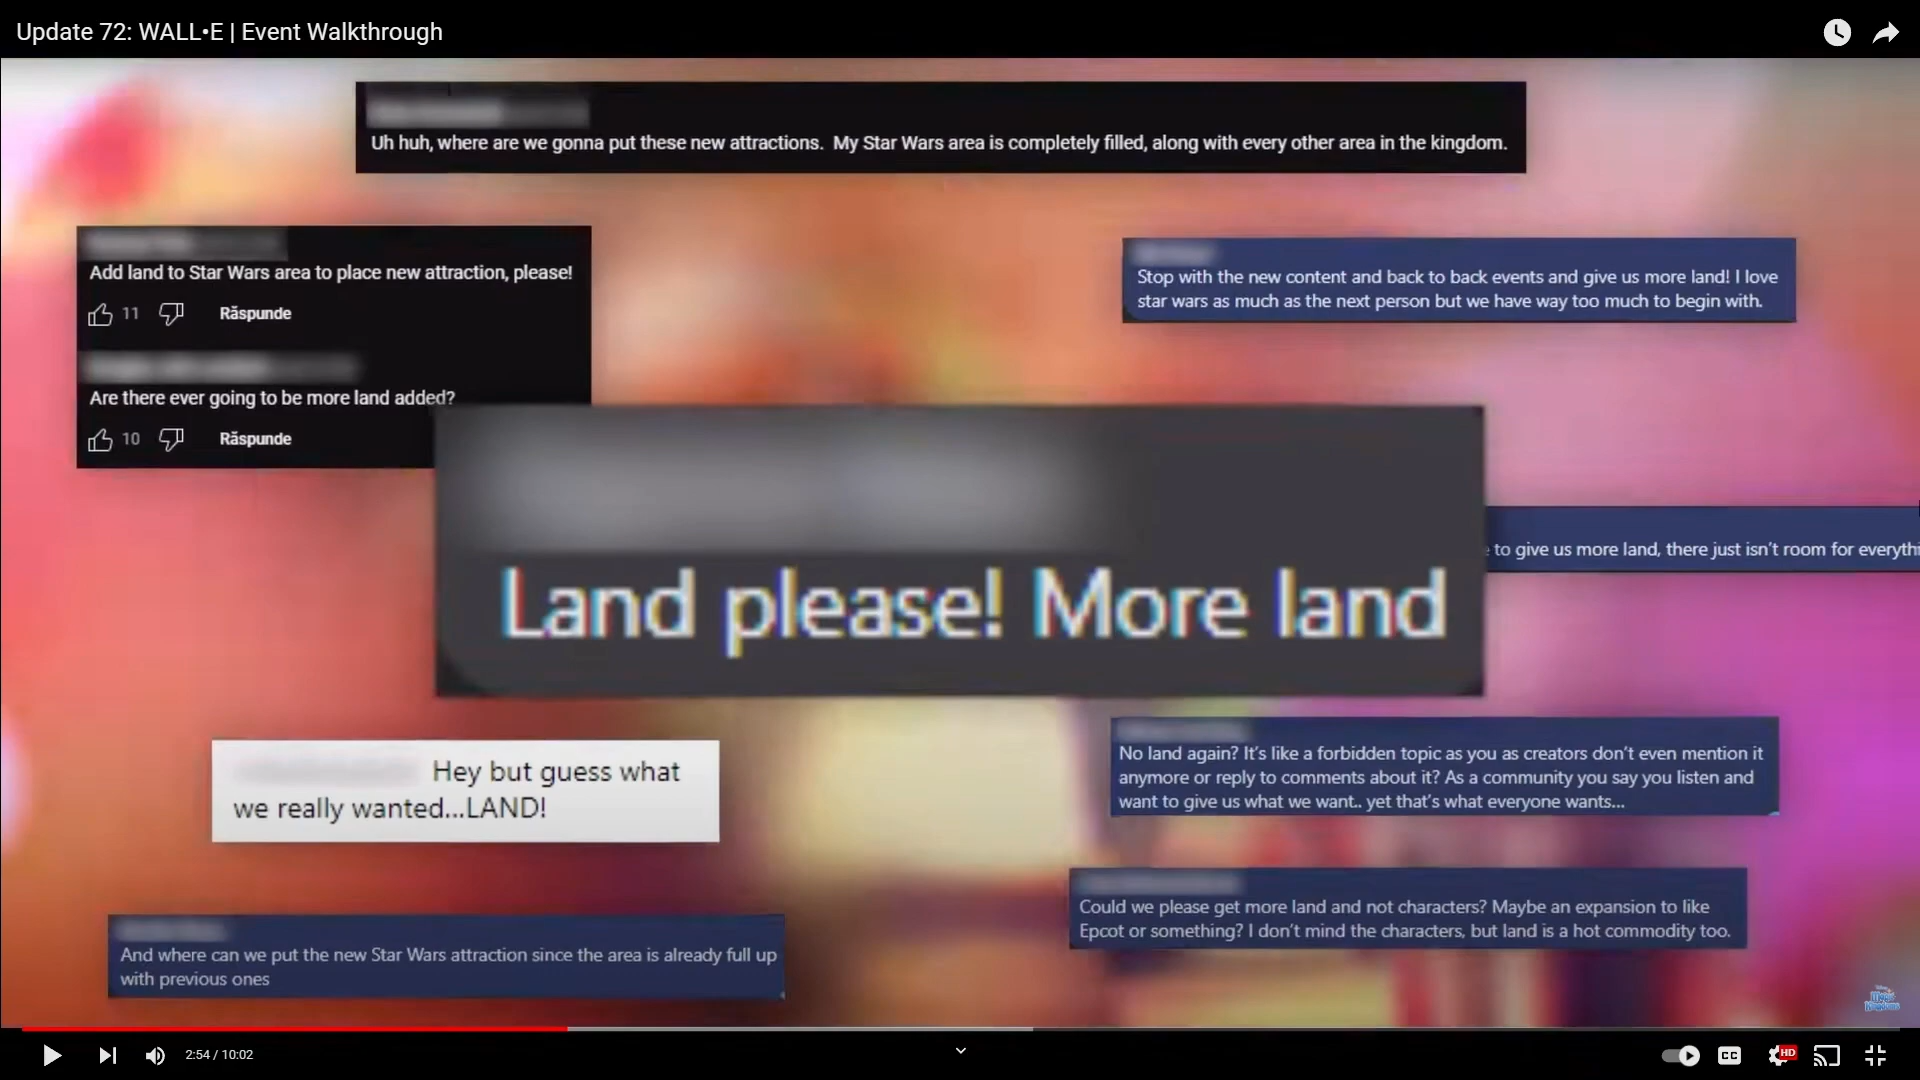 Update 72: WALL•E | Event Walkthrough
Uh huh, where are we gonna put these new attractions. My Star Wars area is completely filled, along with every other area in the kingdom.
Add land to Star Wars area to place new attraction, please!
11 Răspunde
Are there ever going to be more land added?
10 Răspunde
Stop with the new content and back to back events and give us more land! I love
star wars as much as the next person but we have way too much to begin with.
to give us more land, there just isn't room for
Land please! More land
Hey but guess what
we really wanted...LAND!
No land again? It's like a forbidden topic as you as creators don't even mention it
anymore or reply to comments about it? As a community you say you listen and
want to give us what we want.. yet that's what everyone wants...
Could we please get more land and not characters? Maybe an expansion to like
Epcot or something? I don't mind the characters, but land is a hot commodity too.
And where can we put the new Star Wars attraction since the area is already full up
with previous ones
2:54 / 10:02
CC
HD